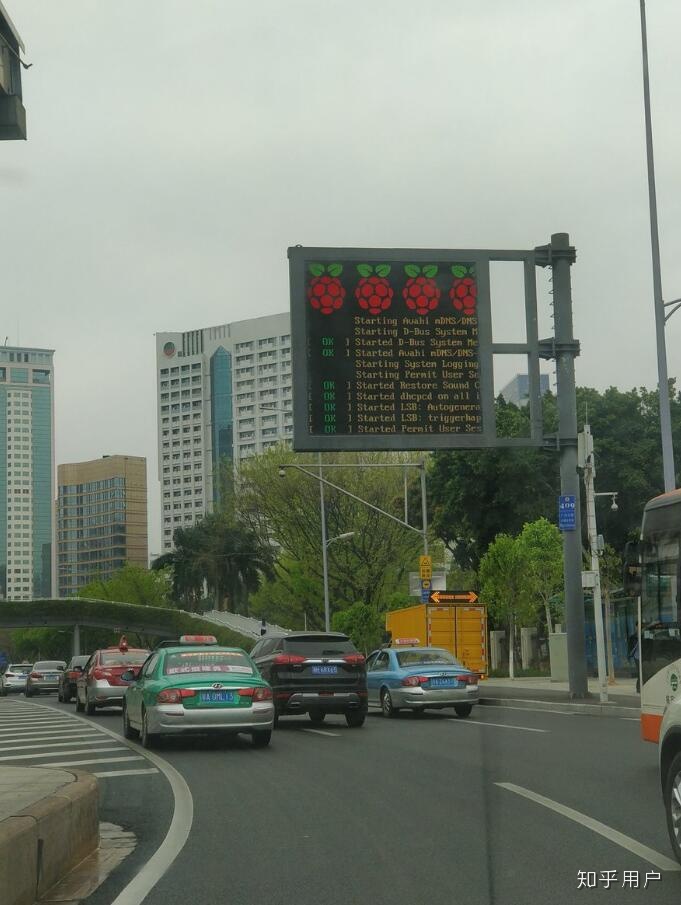 Starting Avahi mDNS/DNS
Starting D-Bus System M
[ OK ] Started D-Bus System Me
[ OK ] Started Avahi mDNS/DNS-
Starting System Logging
Starting Permit User Se
[ OK ] Started Restore Sound C
[ OK ] Started dhcpcd on all i
[ OK ] Started LSB: Autogenera
[ OK ] Started LSB: triggerhap
[ OK ] Started Permit User Ses
409
知乎用户